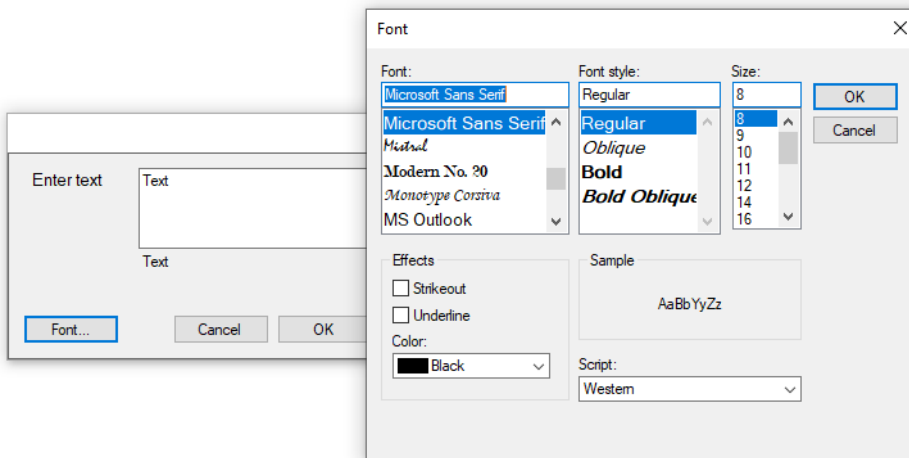 Enter text
Text
Text
Font...
Cancel
OK
Font
Font:
Microsoft Sans Serif
Microsoft Sans Serif
Mistral
Modern No. 20
Monotype Corsiva
MS Outlook
Font style:
Regular
Regular
Oblique
Bold
Bold Oblique
Size:
8
8
9
10
11
12
14
16
OK
Cancel
Effects
Strikeout
Underline
Color:
Black
Sample
AaBbYyZz
Script:
Western